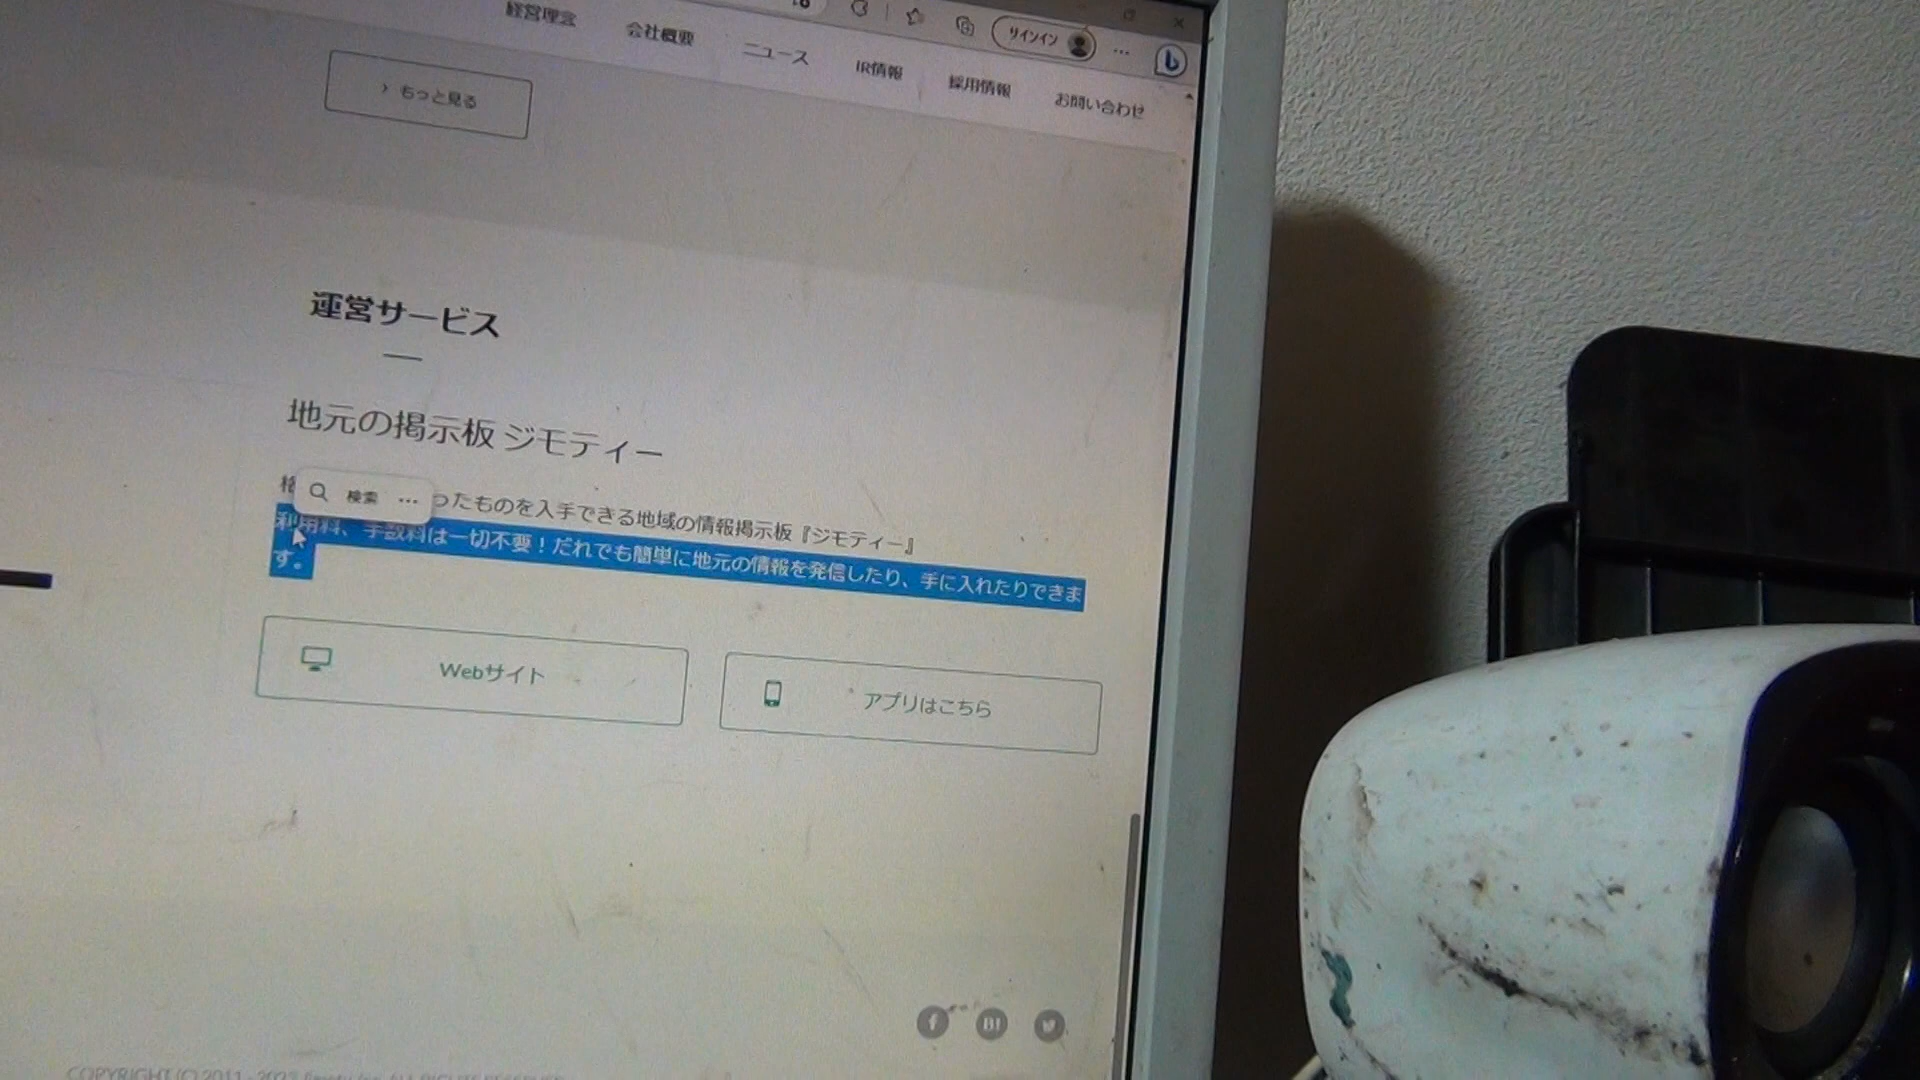 サインイン
経営理念 会社概要 ニュース IR情報 採用情報 お問い合わせ
もっと見る
運営サービス
地元の掲示板 ジモティー
検索 ...
ったものを入手できる地域の情報掲示板『ジモティー』
利用料、手数料は一切不要！だれでも簡単に地元の情報を発信したり、手に入れたりできま
す。
Webサイト アプリはこちら
f B! 
COPYRIGHT (C) 2011 - 2023